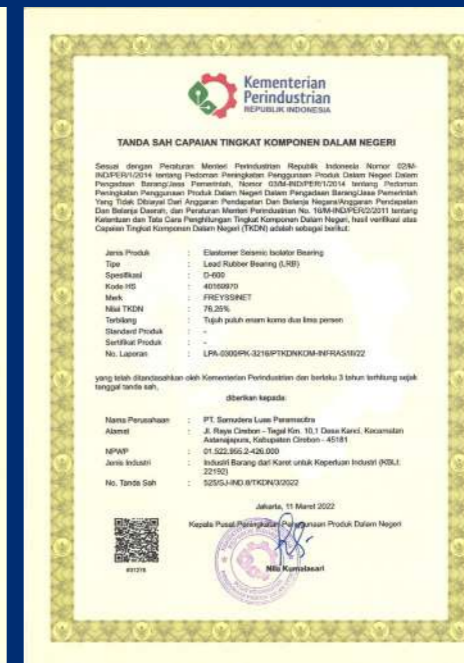 Kementerian
Perindustrian
REPUBLIK INDONESIA
TANDA SAH CAPAIAN TINGKAT KOMPONEN DALAM NEGERI
Sesuai dengan Peraturan Menteri Perindustrian Republik Indonesia Nomor 02/M-
IND/PER/1/2014 tentang Pedoman Peningkatan Penggunaan Produk Dalam Negeri Dalam
Pengadaan Barang/Jasa Pemerintah, Nomor 03/M-IND/PER/1/2014 tentang Pedoman
Peningkatan Penggunaan Produk Dalam Negeri Dalam Pengadaan Barang/Jasa Pemerintah
Yang Tidak Dibiayai Dari Anggaran Pendapatan Dan Belanja Negara/Anggaran Pendapatan
Dan Belanja Daerah, dan Peraturan Menteri Perindustrian No. 16/M-IND/PER/2/2011 tentang
Ketentuan dan Tata Cara Penghitungan Tingkat Komponen Dalam Negeri, hasil verifikasi atas
Capaian Tingkat Komponen Dalam Negeri (TKDN) adalah sebagai berikut:
Jenis Produk : Elastomer Seismic Isolator Bearing
Tipe : Lead Rubber Bearing (LRB)
Spesifikasi : D-600
Kode HS : 40169970
Merk : FREYSSINET
Nilai TKDN : 76,25%
Terbilang : Tujuh puluh enam koma dua lima persen
Standard Produk : -
Sertifikat Produk : -
No. Laporan : LPA-0300/PK-3216/PTKDNKOM-INFRAS/III/22
yang telah ditandasahkan oleh Kementerian Perindustrian dan berlaku 3 tahun terhitung sejak
tanggal tanda sah,
diberikan kepada:
Nama Perusahaan : PT. Samudera Luas Paramacitra
Alamat : Jl. Raya Cirebon - Tegal Km. 10,1 Desa Kanci, Kecamatan
Astanajapura, Kabupaten Cirebon - 45181
NPWP : 01.522.955.2-426.000
Jenis Industri : Industri Barang dari Karet untuk Keperluan Industri (KBLI:
22192)
No. Tanda Sah : 525/SJ-IND.8/TKDN/3/2022
Jakarta, 11 Maret 2022
Kepala Pusat Peningkatan Penggunaan Produk Dalam Negeri
Nila Kumalasari